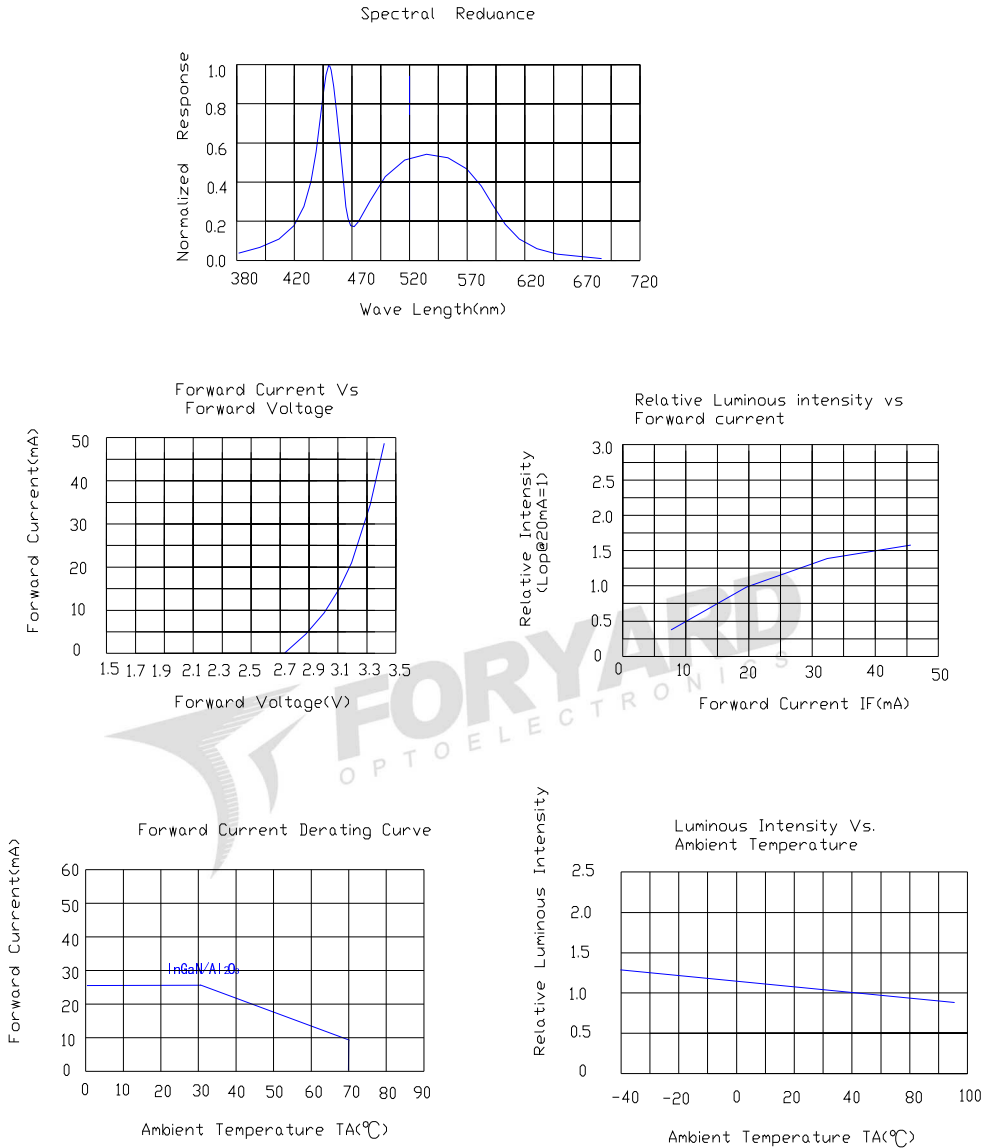 Spectral Reduance
Normalized Response
1.0
0.8
0.6
0.4
0.2
0.0
380 420 470 520 570 620 670 720
Wave Length(nm)
Forward Current Vs
Forward Voltage
Forward Current(mA)
50
40
30
20
10
0
1.5 1.7 1.9 2.1 2.3 2.5 2.7 2.9 3.1 3.3 3.5
Forward Voltage(V)
Relative Luminous intensity vs
Forward current
Relative Intensity
(Lop@20mA=1)
3.0
2.5
2.0
1.5
1.0
0.5
0
0 10 20 30 40 50
Forward Current IF(mA)
FORYARD
OPTOELECTRONICS
Forward Current Derating Curve
Forward Current(mA)
60
50
40
30
20
10
0
InGaN/Al2O3
0 10 20 30 40 50 60 70 80 90
Ambient Temperature TA(℃)
Luminous Intensity Vs.
Ambient Temperature
Relative Luminous Intensity
2.5
2.0
1.5
1.0
0.5
0
-40 -20 0 20 40 80 100
Ambient Temperature TA(℃)